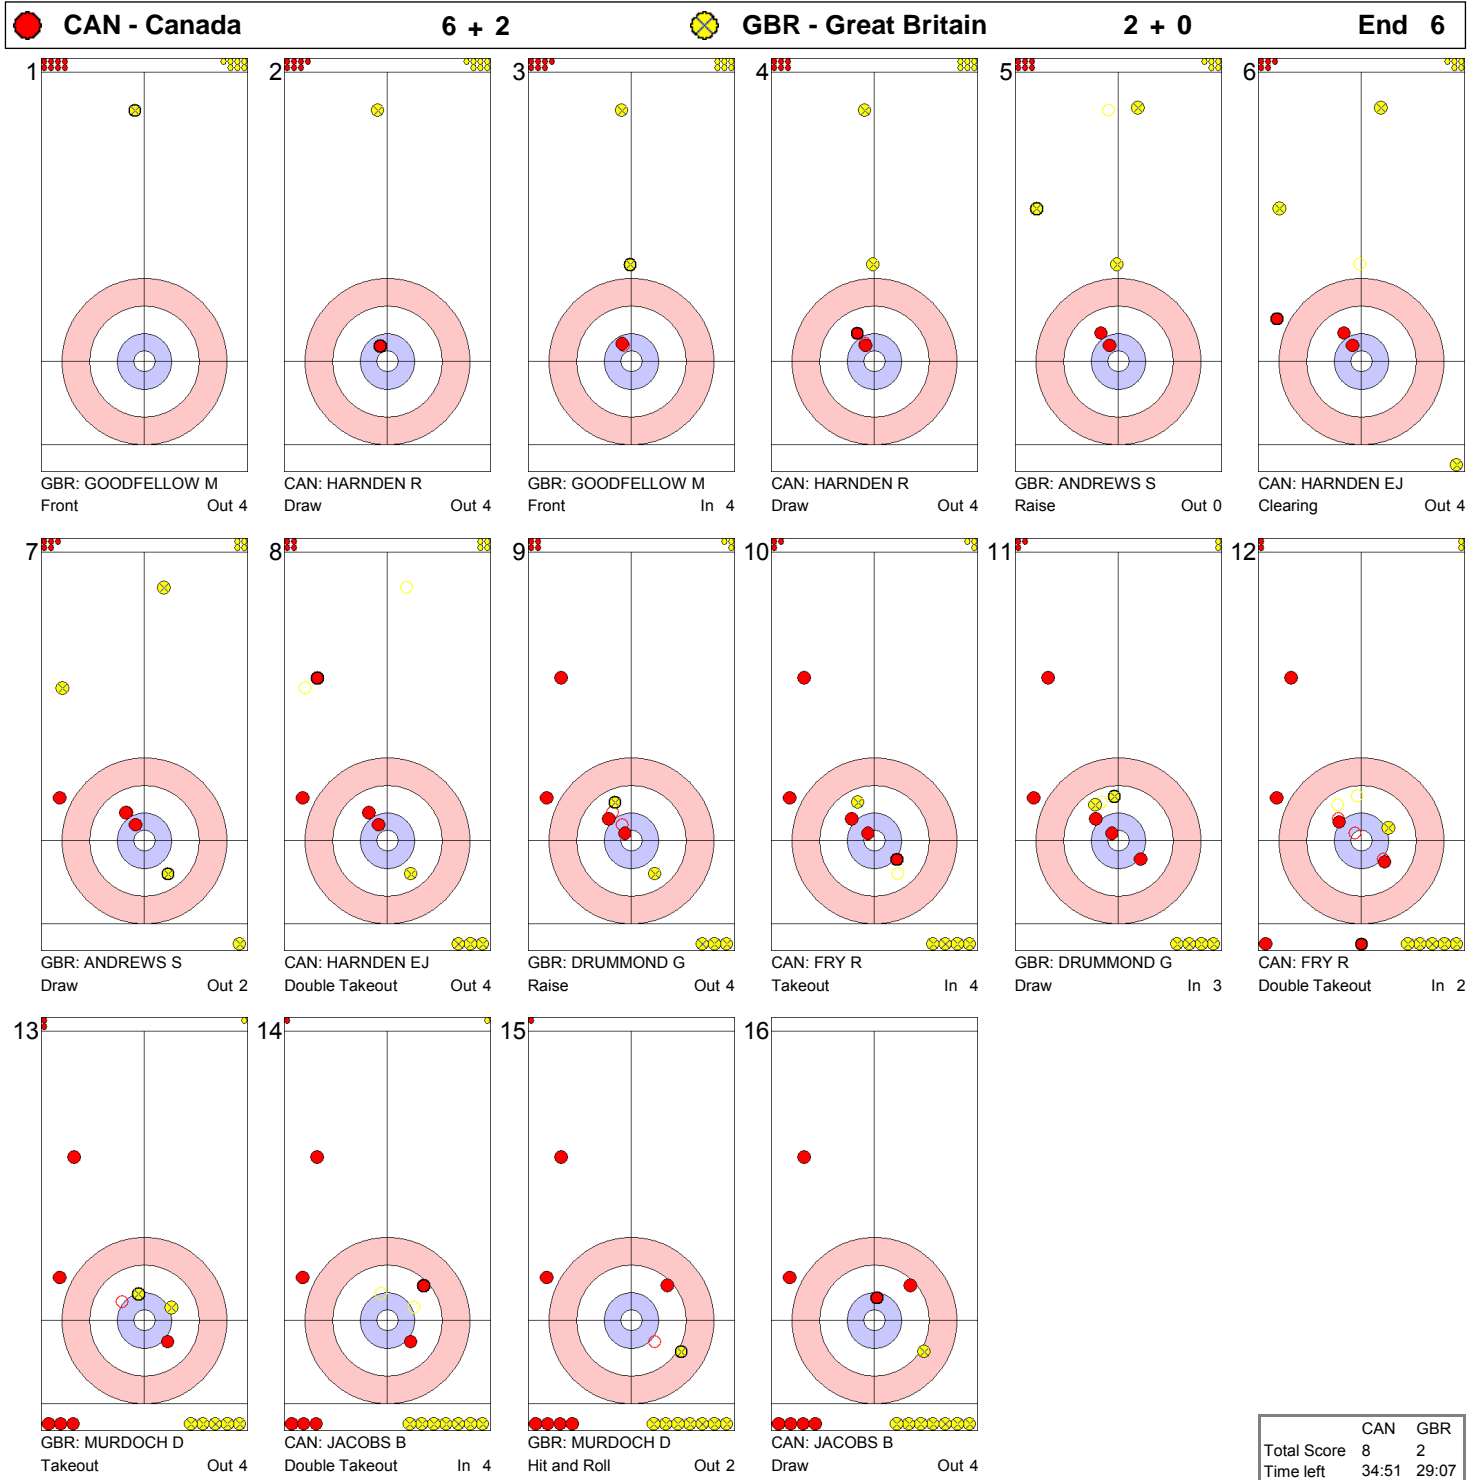 CAN - Canada 6 + 2 GBR - Great Britain 2 + 0 End 6
1 2 3 4 5 6
GBR: GOODFELLOW M CAN: HARNDEN R GBR: GOODFELLOW M CAN: HARNDEN R GBR: ANDREWS S CAN: HARNDEN EJ
Front Out 4 Draw Out 4 Front In 4 Draw Out 4 Raise Out 0 Clearing Out 4
7 8 9 10 11 12
GBR: ANDREWS S CAN: HARNDEN EJ GBR: DRUMMOND G CAN: FRY R GBR: DRUMMOND G CAN: FRY R
Draw Out 2 Double Takeout Out 4 Raise Out 4 Takeout In 4 Draw In 3 Double Takeout In 2
13 14 15 16
GBR: MURDOCH D CAN: JACOBS B GBR: MURDOCH D CAN: JACOBS B
Takeout Out 4 Double Takeout In 4 Hit and Roll Out 2 Draw Out 4
CAN GBR
Total Score 8 2
Time left 34:51 29:07